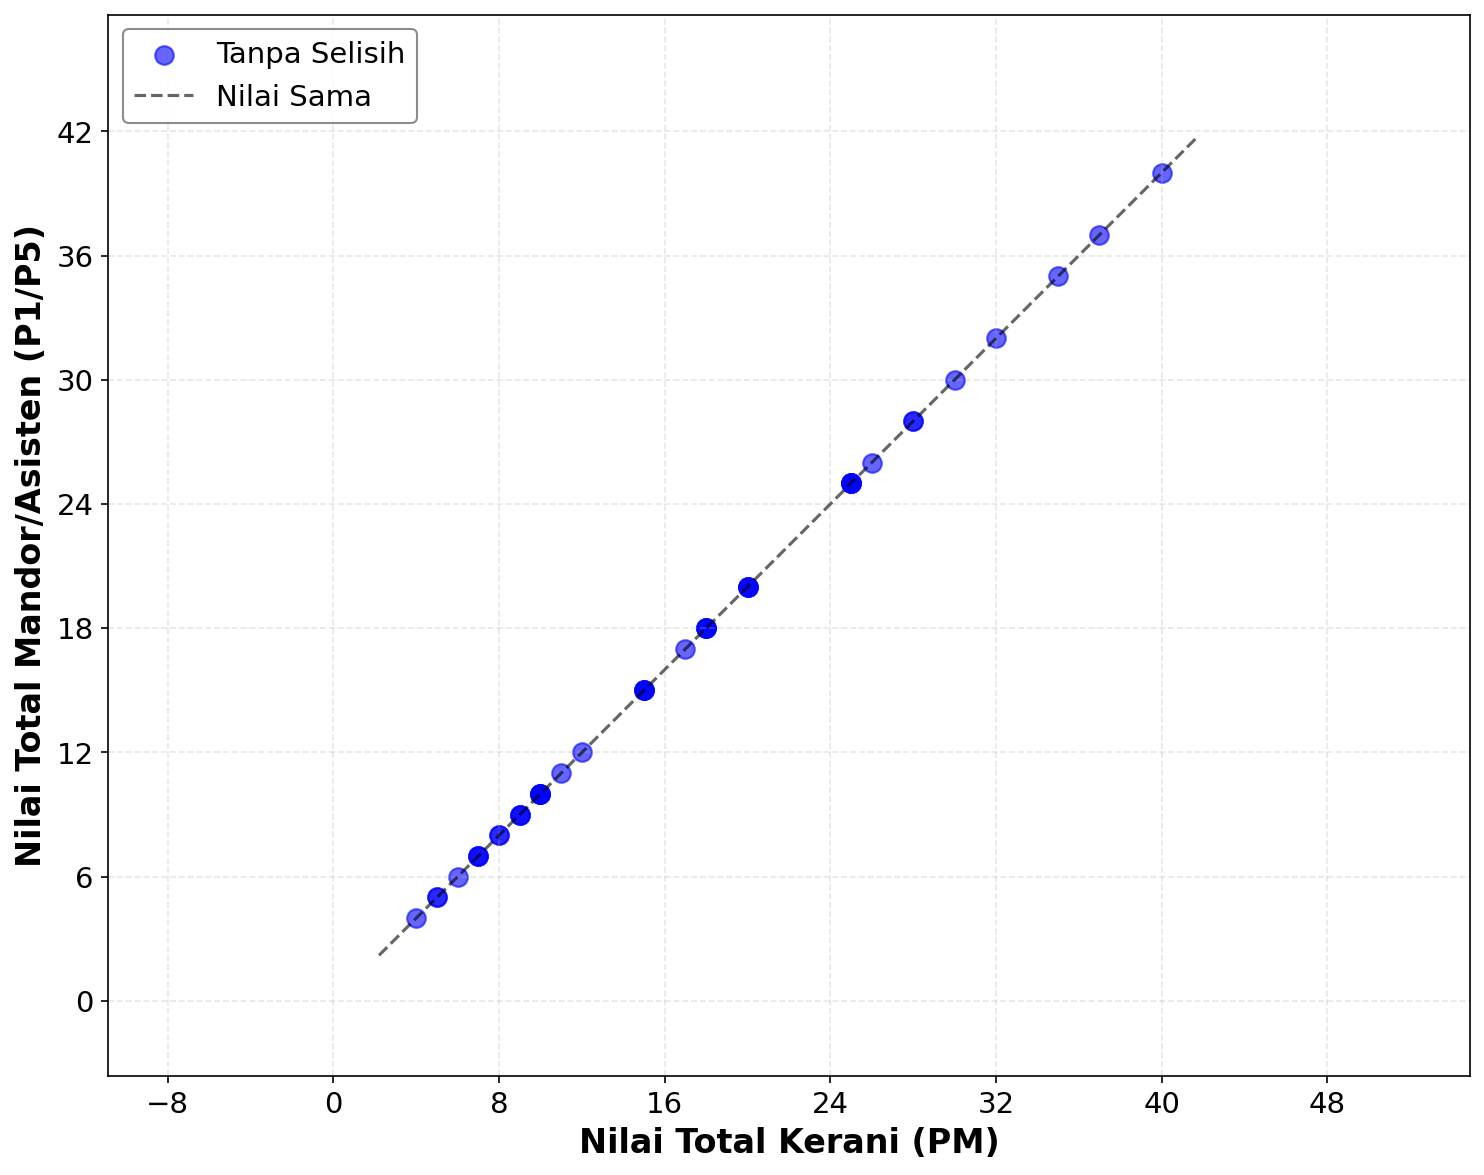 Tanpa Selisih
Nilai Sama
Nilai Total Mandor/Asisten (P1/P5)
42
36
30
24
18
12
6
0
−8 0 8 16 24 32 40 48
Nilai Total Kerani (PM)